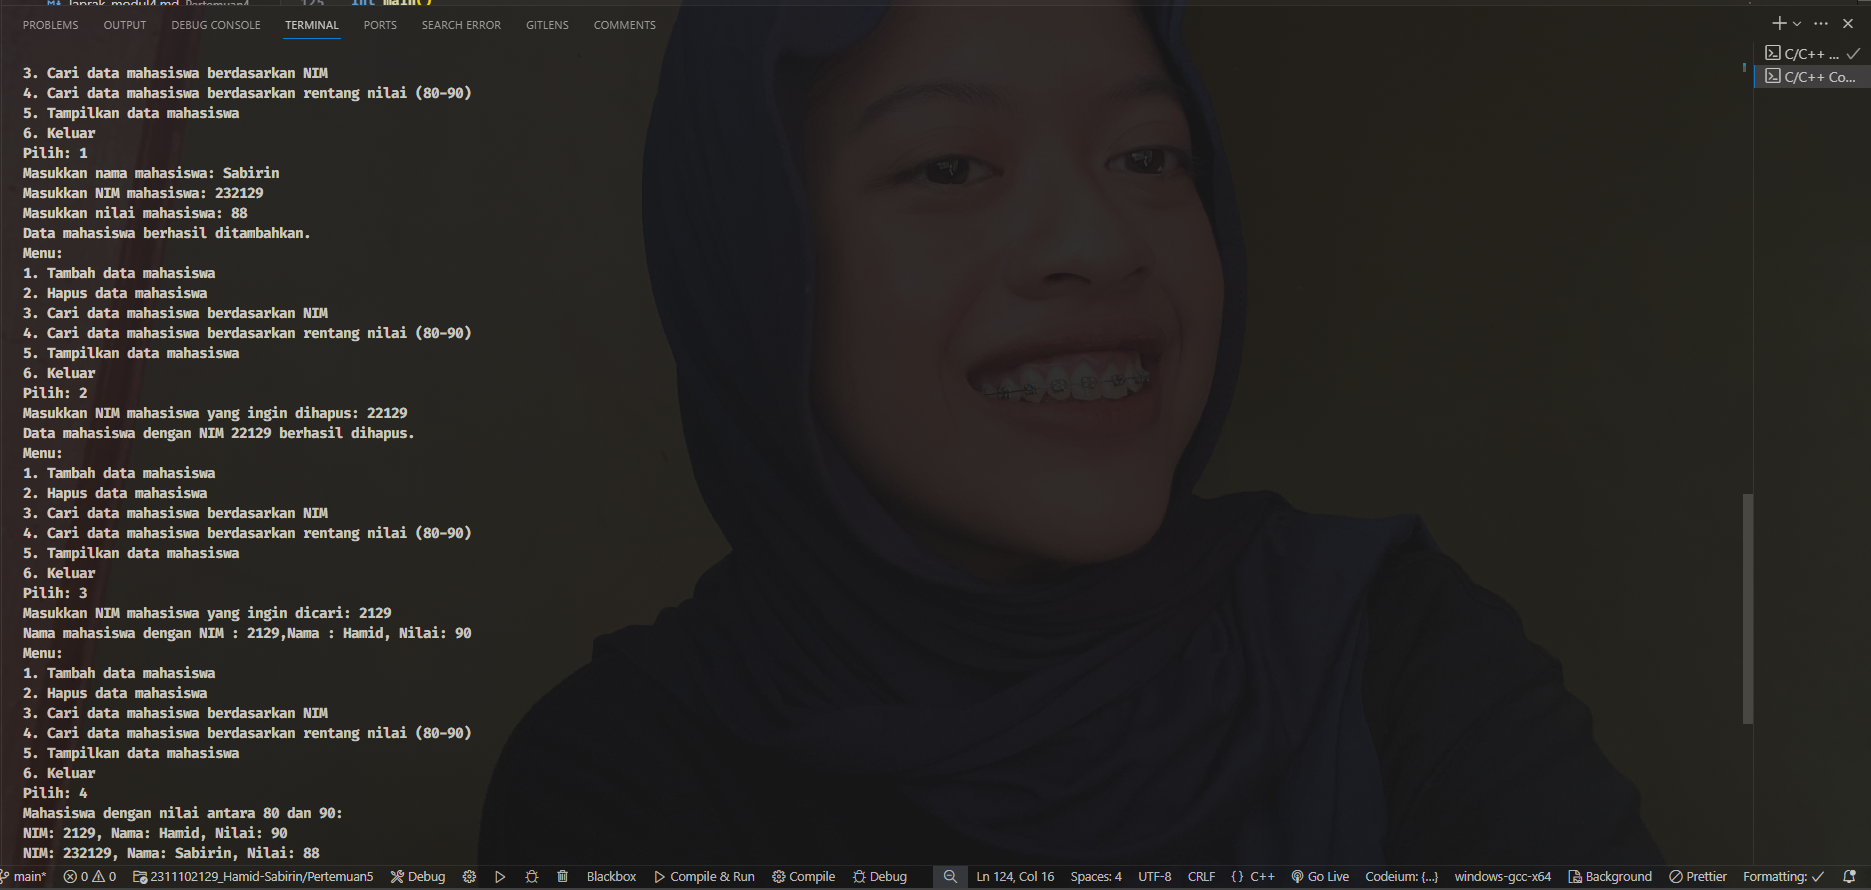 laprak_modul4.md Pertemuan4 125 int main()
PROBLEMS OUTPUT DEBUG CONSOLE TERMINAL PORTS SEARCH ERROR GITLENS COMMENTS
C/C++ ...
C/C++ Co...
3. Cari data mahasiswa berdasarkan NIM
4. Cari data mahasiswa berdasarkan rentang nilai (80-90)
5. Tampilkan data mahasiswa
6. Keluar
Pilih: 1
Masukkan nama mahasiswa: Sabirin
Masukkan NIM mahasiswa: 232129
Masukkan nilai mahasiswa: 88
Data mahasiswa berhasil ditambahkan.
Menu:
1. Tambah data mahasiswa
2. Hapus data mahasiswa
3. Cari data mahasiswa berdasarkan NIM
4. Cari data mahasiswa berdasarkan rentang nilai (80-90)
5. Tampilkan data mahasiswa
6. Keluar
Pilih: 2
Masukkan NIM mahasiswa yang ingin dihapus: 22129
Data mahasiswa dengan NIM 22129 berhasil dihapus.
Menu:
1. Tambah data mahasiswa
2. Hapus data mahasiswa
3. Cari data mahasiswa berdasarkan NIM
4. Cari data mahasiswa berdasarkan rentang nilai (80-90)
5. Tampilkan data mahasiswa
6. Keluar
Pilih: 3
Masukkan NIM mahasiswa yang ingin dicari: 2129
Nama mahasiswa dengan NIM : 2129,Nama : Hamid, Nilai: 90
Menu:
1. Tambah data mahasiswa
2. Hapus data mahasiswa
3. Cari data mahasiswa berdasarkan NIM
4. Cari data mahasiswa berdasarkan rentang nilai (80-90)
5. Tampilkan data mahasiswa
6. Keluar
Pilih: 4
Mahasiswa dengan nilai antara 80 dan 90:
NIM: 2129, Nama: Hamid, Nilai: 90
NIM: 232129, Nama: Sabirin, Nilai: 88
main* 0 0 2311102129_Hamid-Sabirin/Pertemuan5 Debug Blackbox Compile & Run Compile Debug Ln 124, Col 16 Spaces: 4 UTF-8 CRLF {} C++ Go Live Codeium: {...} windows-gcc-x64 Background Prettier Formatting: ✓